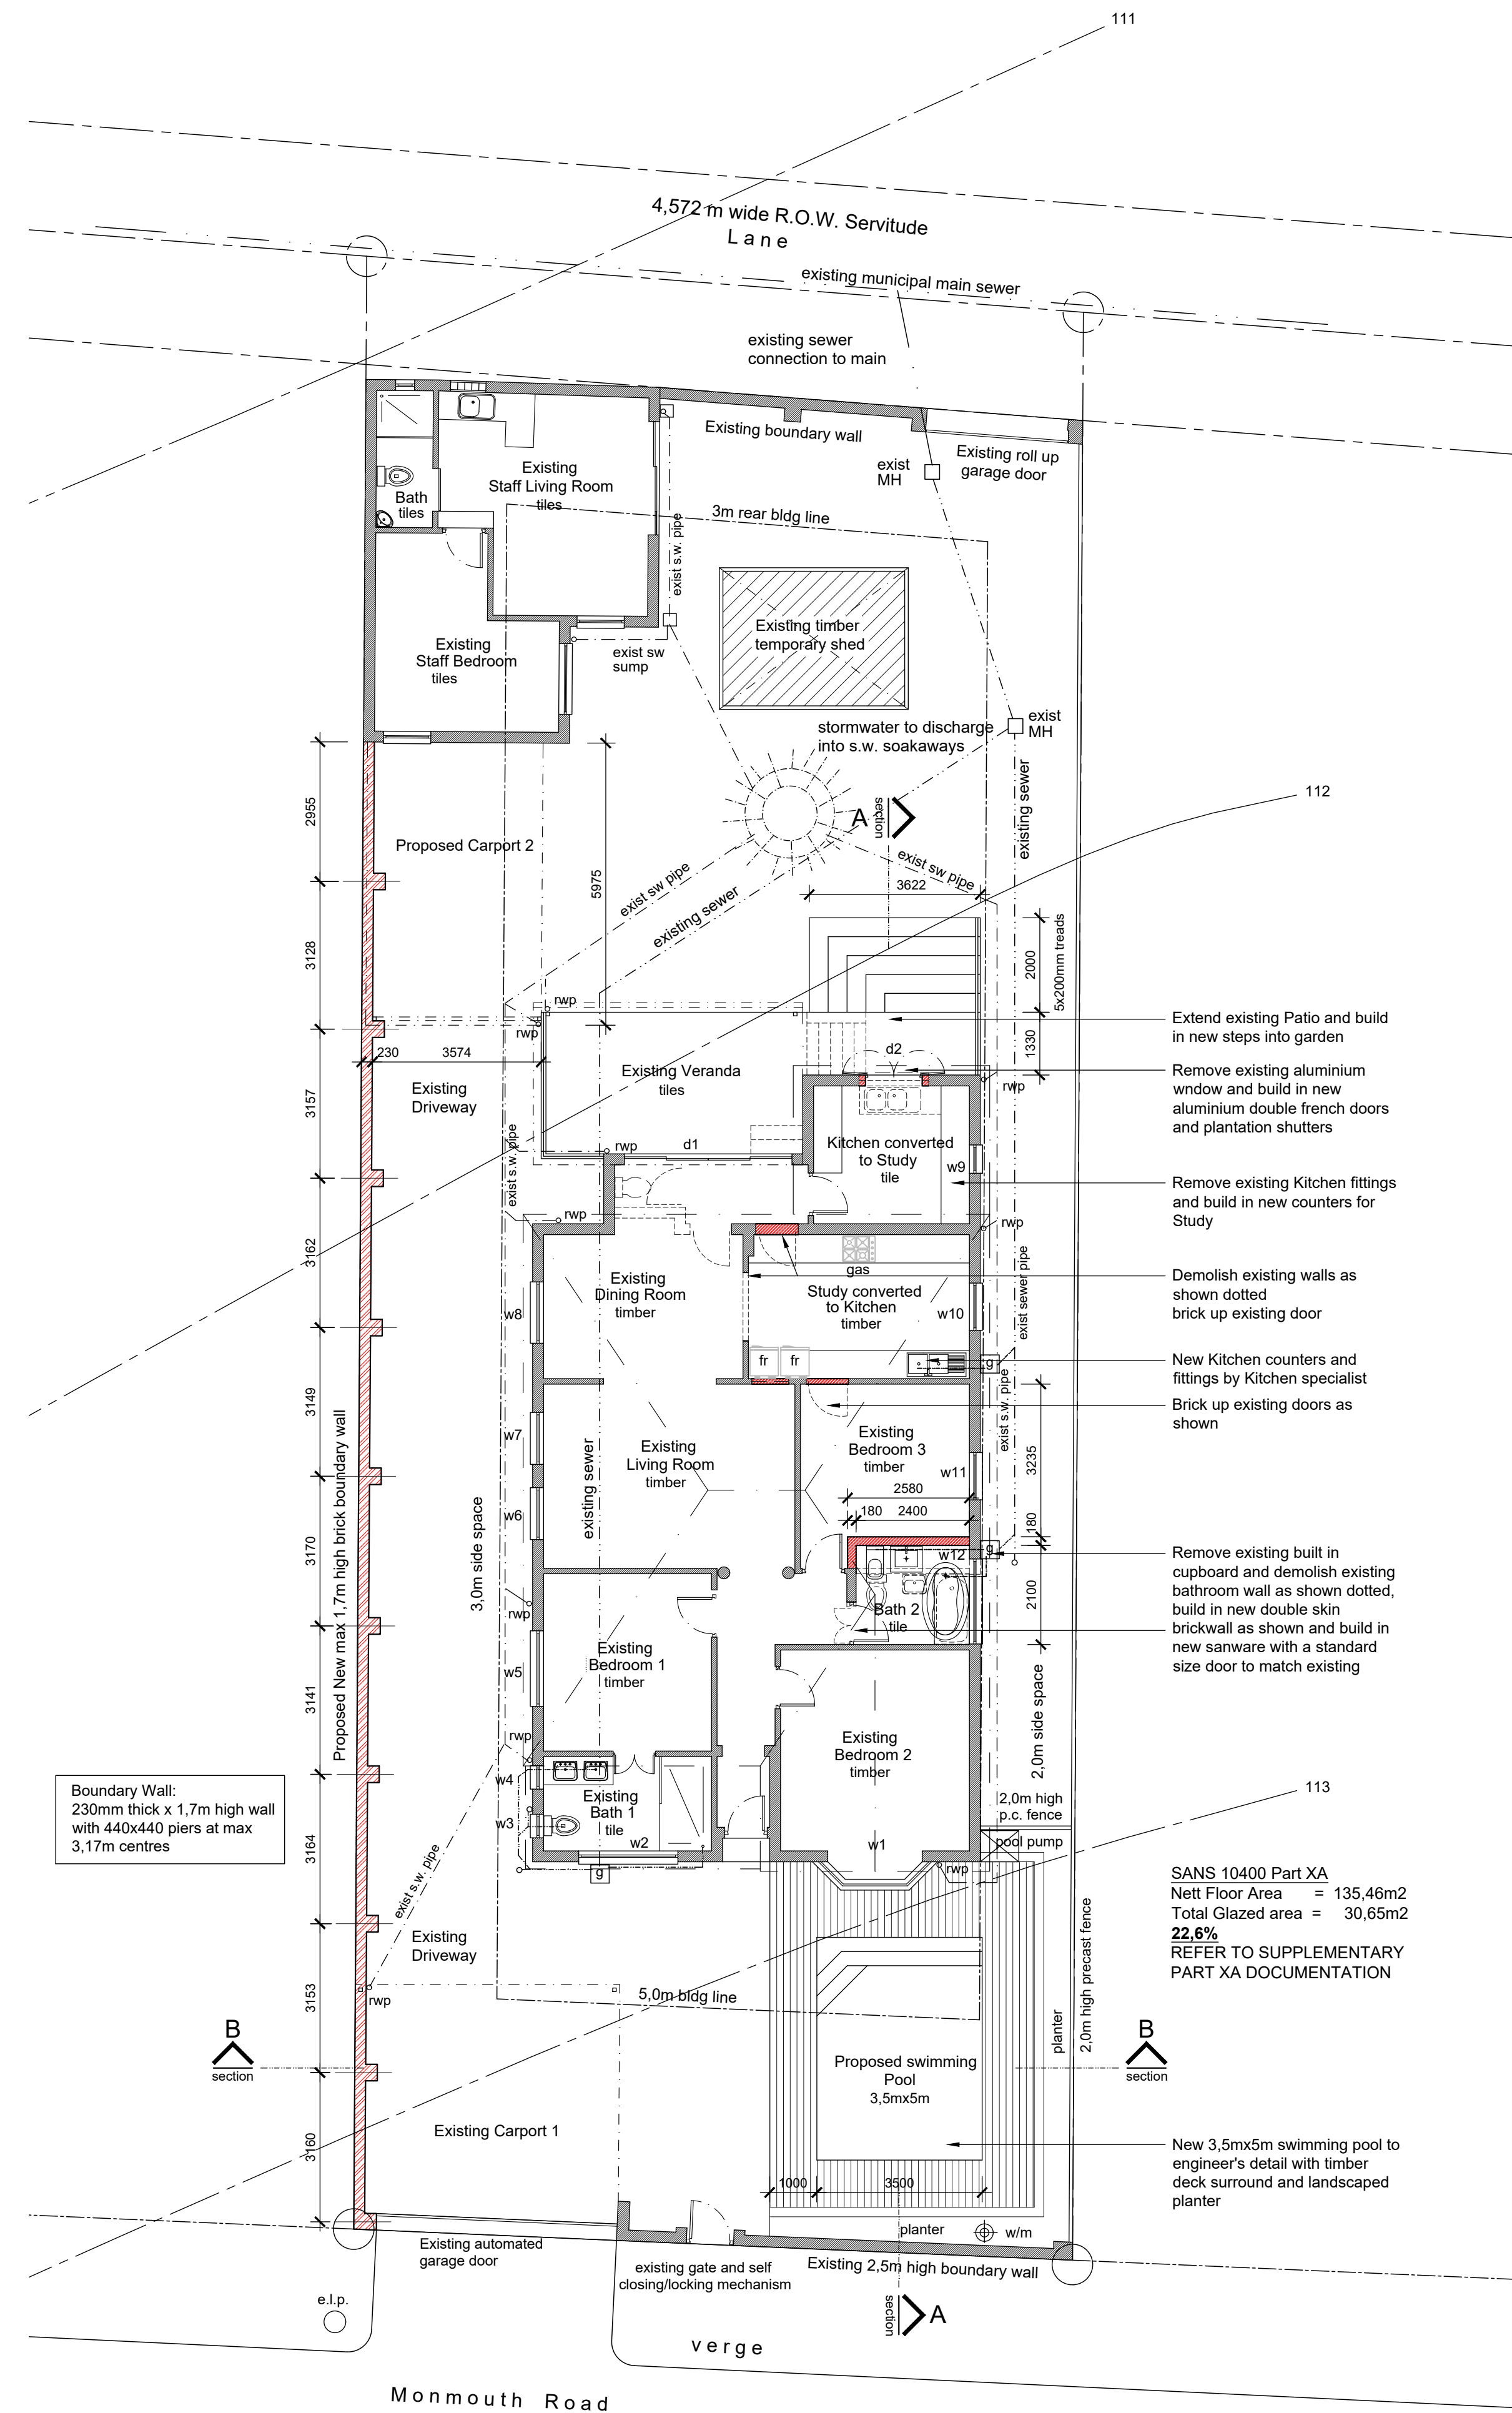 111
4,572 m wide R.O.W. Servitude
Lane
existing municipal main sewer
existing sewer
connection to main
Existing boundary wall
exist
MH
Existing roll up
garage door
Existing
Staff Living Room
tiles
Bath
tiles
3m rear bldg line
exist s.w. pipe
Existing timber
temporary shed
Existing
Staff Bedroom
tiles
exist sw
sump
stormwater to discharge
into s.w. soakaways
exist
MH
existing sewer
112
2955
Proposed Carport 2
5975
A
section
exist sw pipe
existing sewer
exist sw pipe
3622
3128
2000
5x200mm treads
1330
rwp
rwp
230
3574
Existing
Driveway
Existing Veranda
tiles
d2
rwp
Extend existing Patio and build
in new steps into garden
Remove existing aluminium
wndow and build in new
aluminium double french doors
and plantation shutters
3157
exist s.w. pipe
rwp
d1
Kitchen converted
to Study
tile
w9
Remove existing Kitchen fittings
and build in new counters for
Study
rwp
rwp
3162
gas
Existing
Dining Room
timber
Study converted
to Kitchen
timber
w8
w10
exist sewer pipe
Demolish existing walls as
shown dotted
brick up existing door
fr
fr
g
New Kitchen counters and
fittings by Kitchen specialist
Brick up existing doors as
shown
3149
w7
Existing
Living Room
timber
Existing
Bedroom 3
timber
w11
exist s.w. pipe
3235
existing sewer
2580
180
2400
w6
180
Proposed New max 1,7m high brick boundary wall
3,0m side space
3170
w12
g
Bath 2
tile
2100
Remove existing built in
cupboard and demolish existing
bathroom wall as shown dotted,
build in new double skin
brickwall as shown and build in
new sanware with a standard
size door to match existing
rwp
Existing
Bedroom 1
timber
w5
3141
rwp
Existing
Bedroom 2
timber
2,0m side space
Boundary Wall:
230mm thick x 1,7m high wall
with 440x440 piers at max
3,17m centres
w4
w3
Existing
Bath 1
tile
w2
g
w1
2,0m high
p.c. fence
pool pump
rwp
113
3164
exist s.w. pipe
SANS 10400 Part XA
Nett Floor Area = 135,46m2
Total Glazed area = 30,65m2
22,6%
REFER TO SUPPLEMENTARY
PART XA DOCUMENTATION
Existing
Driveway
3153
rwp
5,0m bldg line
planter
2,0m high precast fence
B
section
B
section
Proposed swimming
Pool
3,5mx5m
3160
Existing Carport 1
New 3,5mx5m swimming pool to
engineer's detail with timber
deck surround and landscaped
planter
1000
3500
planter
w/m
Existing automated
garage door
existing gate and self
closing/locking mechanism
Existing 2,5m high boundary wall
e.l.p.
section
A
verge
Monmouth Road